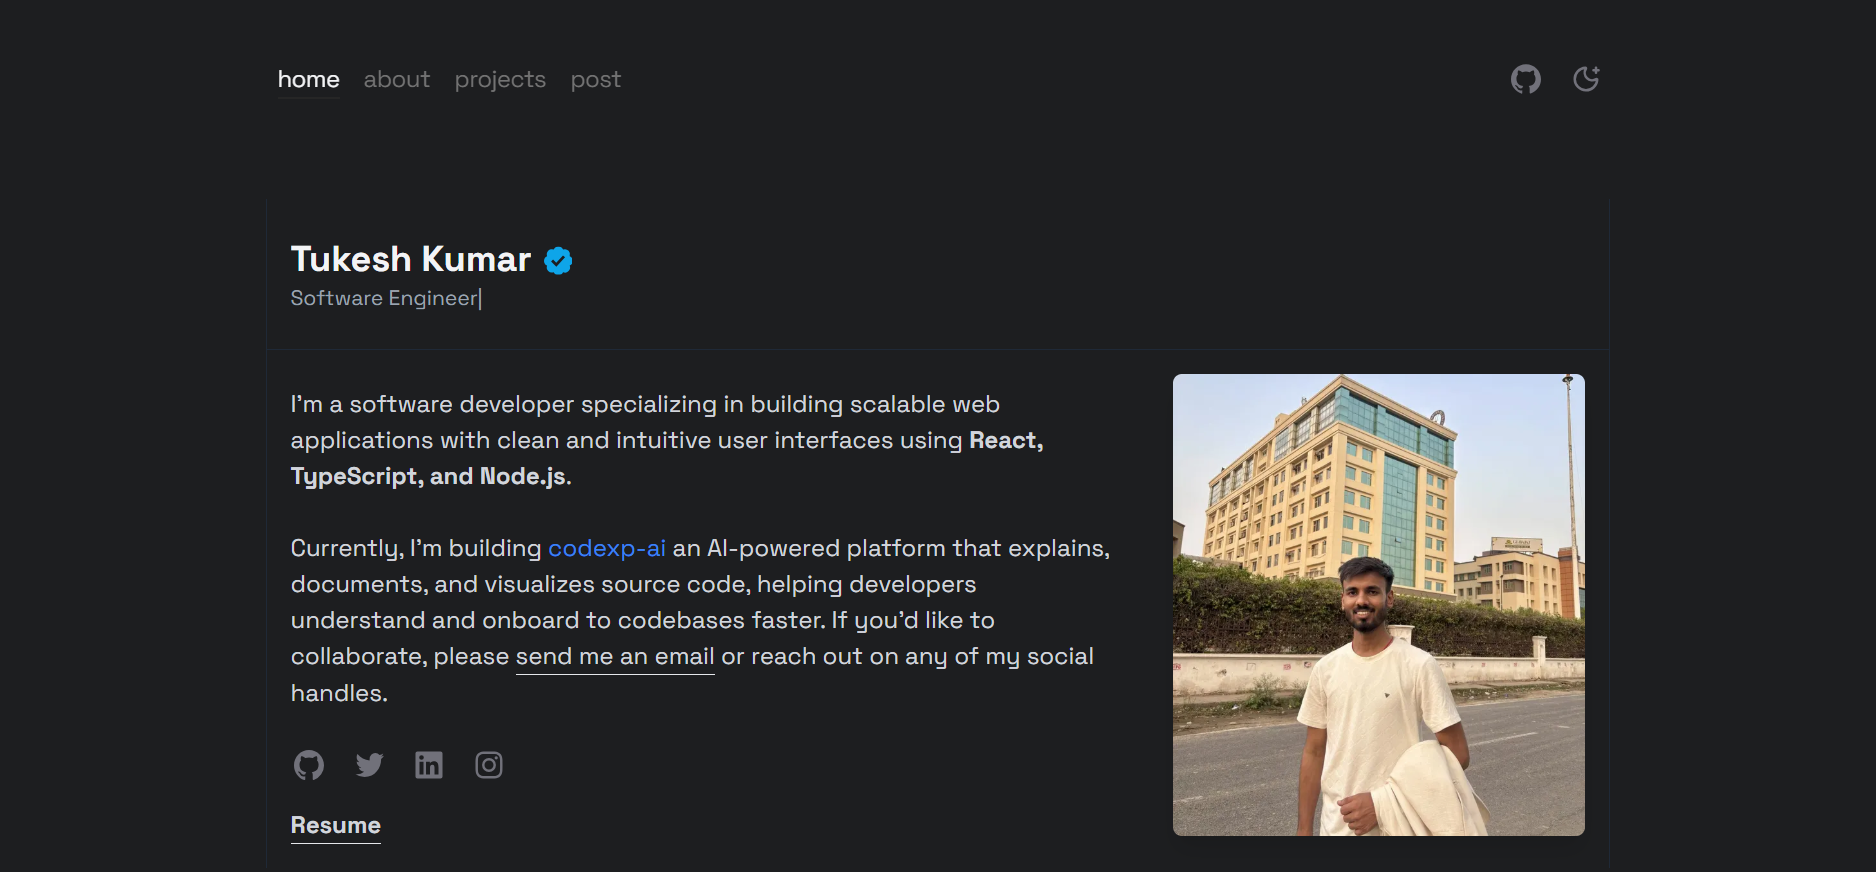 home about projects post
Tukesh Kumar
Software Engineer|
I'm a software developer specializing in building scalable web
applications with clean and intuitive user interfaces using React,
TypeScript, and Node.js.
Currently, I'm building codexp-ai an AI-powered platform that explains,
documents, and visualizes source code, helping developers
understand and onboard to codebases faster. If you'd like to
collaborate, please send me an email or reach out on any of my social
handles.
Resume